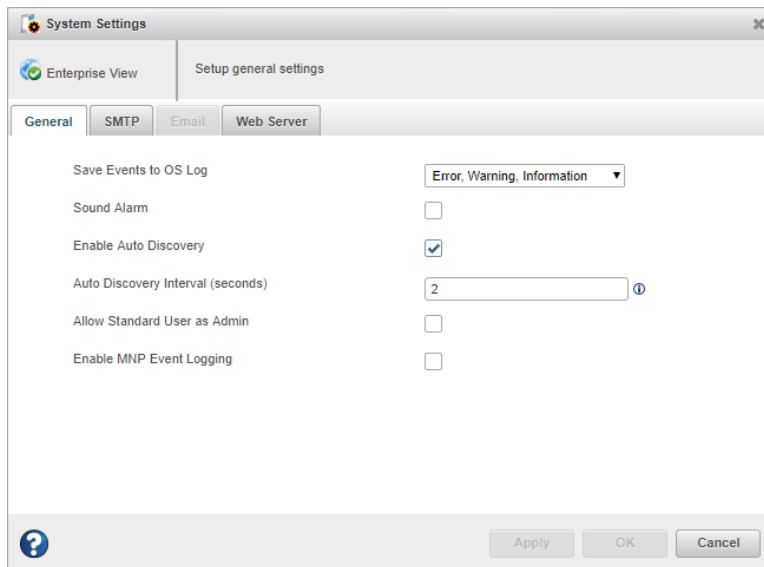 System Settings
Enterprise View
Setup general settings
General SMTP Email Web Server
Save Events to OS Log Error, Warning, Information
Sound Alarm
Enable Auto Discovery
Auto Discovery Interval (seconds) 2
Allow Standard User as Admin
Enable MNP Event Logging
Apply OK Cancel